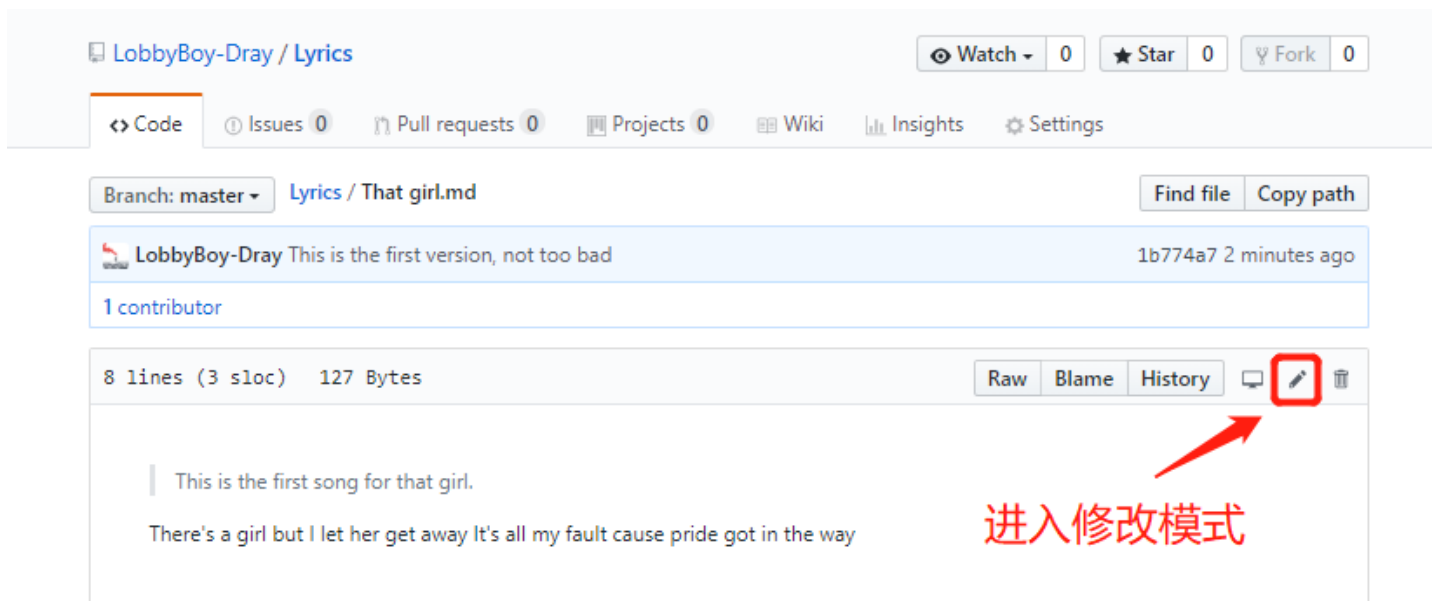 LobbyBoy-Dray / Lyrics
Watch 0 Star 0 Fork 0
Code Issues 0 Pull requests 0 Projects 0 Wiki Insights Settings
Branch: master Lyrics / That girl.md Find file Copy path
LobbyBoy-Dray This is the first version, not too bad 1b774a7 2 minutes ago
1 contributor
8 lines (3 sloc) 127 Bytes Raw Blame History
This is the first song for that girl.
There's a girl but I let her get away It's all my fault cause pride got in the way
进入修改模式